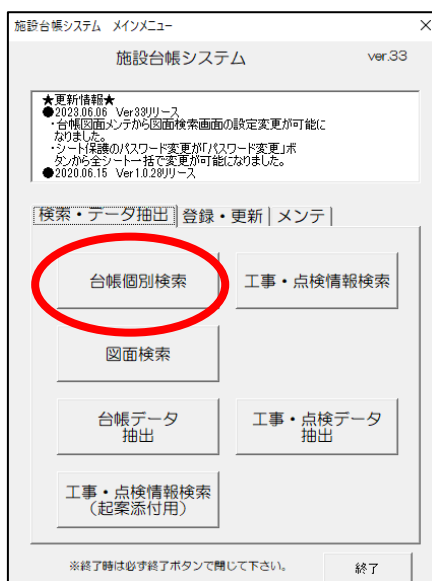 施設台帳システム メインメニュー
施設台帳システム ver.33
★更新情報★
●2023.06.06 Ver33リリース
・台帳図面メンテから図面検索画面の設定変更が可能に
なりました。
・シート保護のパスワード変更が「パスワード変更」ボ
タンから全シート一括で変更が可能になりました。
●2020.06.15 Ver1.0.28リリース
検索・データ抽出 登録・更新 メンテ
台帳個別検索 工事・点検情報検索
図面検索
台帳データ
抽出
工事・点検データ
抽出
工事・点検情報検索
（起案添付用）
※終了時は必ず終了ボタンで閉じて下さい。 終了